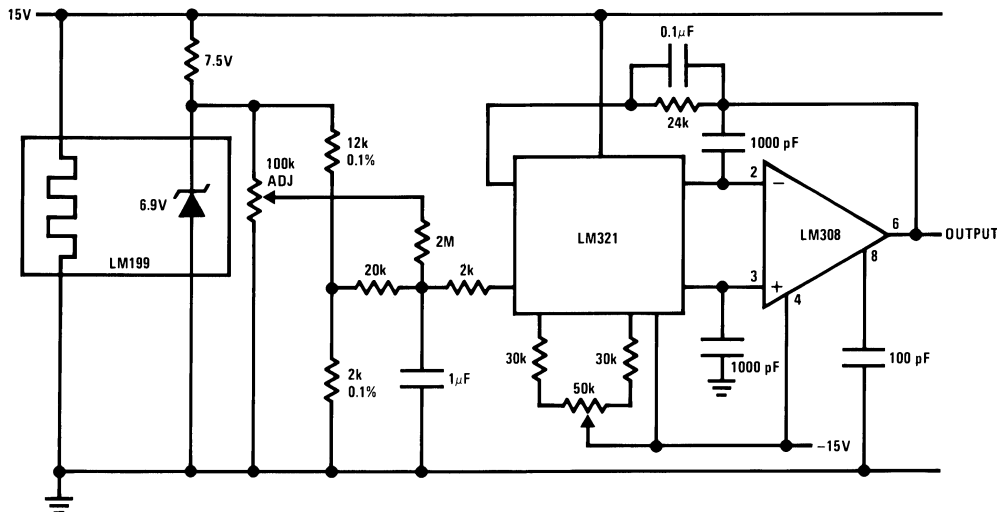 15V
7.5V
0.1µF
24k
1000 pF
12k
0.1%
100k
ADJ
6.9V
LM199
2M
20k
2k
2k
0.1%
1µF
LM321
2
3
4
6
8
LM308
OUTPUT
30k
30k
50k
1000 pF
100 pF
−15V